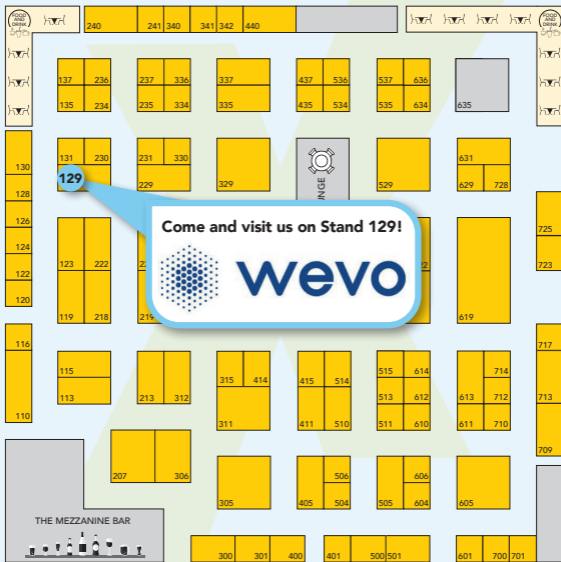 FOOD AND DRINK
240 241 340 341 342 440
FOOD AND DRINK
137 236 237 336 337 437 536 537 636
135 234 235 334 335 435 534 535 634 635
130 131 230 231 330 631
128 129 229 329 529 629 728
126
Come and visit us on Stand 129!
725
124
wevo
123 222
723
122
120 119 218 219 619
116 717
115 315 414 415 514 515 614 714
113 213 312 513 612 613 712 713
110 311 411 510 511 610 611 710
709
207 306
305 405 506 504 505 606 604 605
THE MEZZANINE BAR
300 301 400 401 500 501 601 700 701